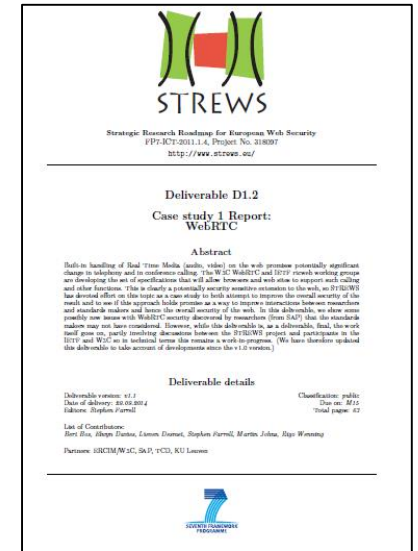 STREWS
Strategic Research Roadmap for European Web Security
FP7-ICT-2011.1.4, Project No. 318097
http://www.strews.eu/
Deliverable D1.2
Case study 1 Report:
WebRTC
Abstract
Built-in handling of Real Time Media (audio, video) on the web promises potentially significant
change in telephony and in conference calling. The W3C WebRTC and IETF rtcweb working groups
are developing the set of specifications that will allow browsers and web sites to support such calling
and other functions. This is clearly a potentially security sensitive extension to the web, so STREWS
has devoted effort on this topic as a case study to both attempt to improve the overall security of the
result and to see if this approach holds promise as a way to improve interactions between researchers
and standards makers and hence the overall security of the web. In this deliverable, we show some
possibly new issues with WebRTC security discovered by researchers (from SAP) that the standards
makers may not have considered. However, while this deliverable is, as a deliverable, final, the work
itself goes on, partly involving discussions between the STREWS project and participants in the
IETF and W3C so in technical terms this remains a work-in-progress. (We have therefore updated
this deliverable to take account of developments since the v1.0 version.)
Deliverable details
Deliverable version: v1.1 Classification: public
Date of delivery: Due on: M15
Editors: Stephen Farrell Total pages:
List of Contributors:
Bert Bos, Elwyn Davies, Lieven Desmet, Stephen Farrell, Martin Johns, Rigo Wenning
Partners: ERCIM/W3C, SAP, TCD, KU Leuven
SEVENTH FRAMEWORK
PROGRAMME